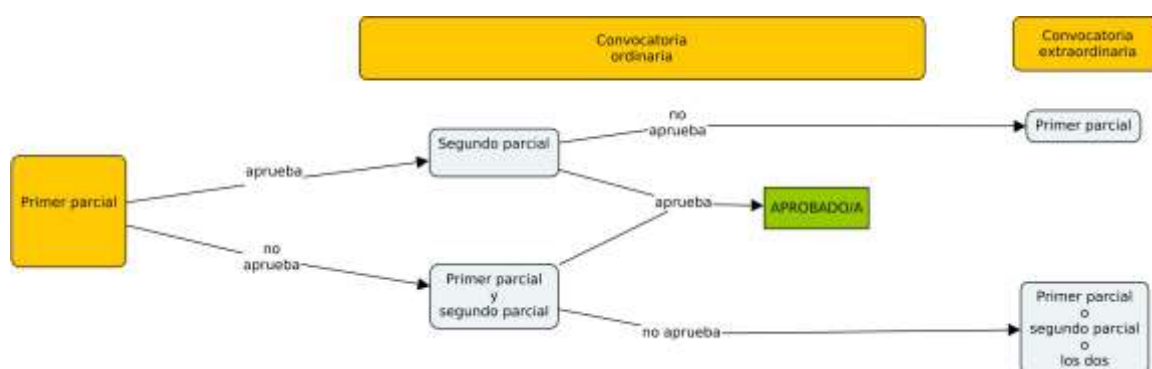 Convocatoria
ordinaria
Convocatoria
extraordinaria
Primer parcial
aprueba
no
aprueba
Segundo parcial
Primer parcial
y
segundo parcial
no
aprueba
aprueba
no aprueba
APROBADO/A
Primer parcial
Primer parcial
o
segundo parcial
o
los dos